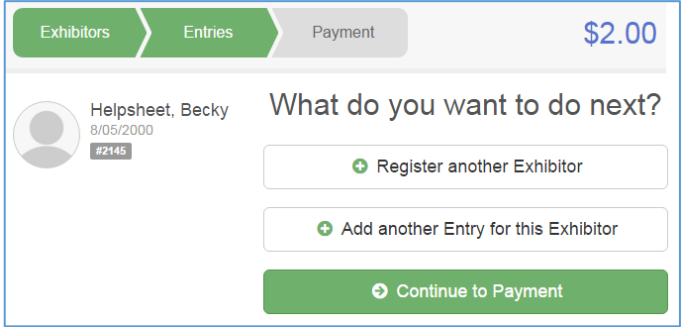 Exhibitors
Entries
Payment
$2.00
Helpsheet, Becky
8/05/2000
#2145
What do you want to do next?
Register another Exhibitor
Add another Entry for this Exhibitor
Continue to Payment